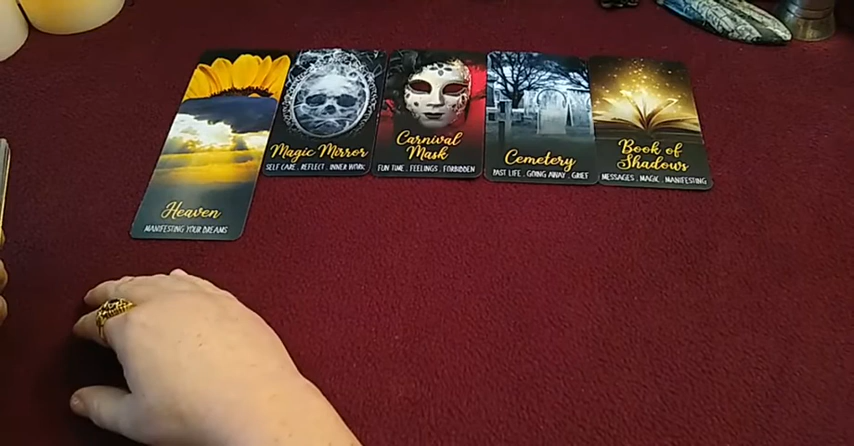 Heaven
MANIFESTING YOUR DREAMS
Magic Mirror
SELF CARE . REFLECT . INNER WORK
Carnival
Mask
FUN TIME . FEELINGS . FORBIDDEN
Cemetery
PAST LIFE . GOING AWAY . GRIEF
Book of
Shadows
MESSAGES . MAGIC . MANIFESTING